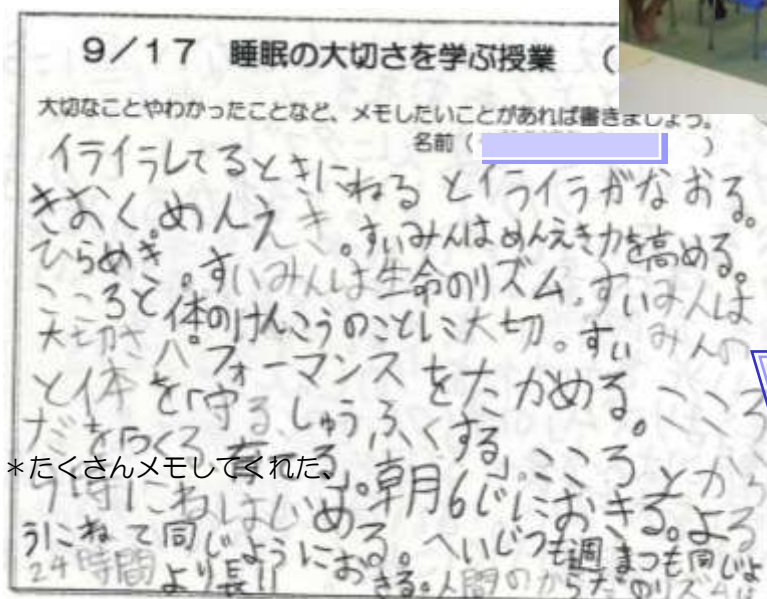 9/17 睡眠の大切さを学ぶ授業 (
大切なことやわかったことなど、メモしたいことがあれば書きましょう。
名前( )
イライラしてるときにねるとイライラがなおる。
きおく。めんえき。すいみんはめんえき力を高める。
ひらめき。すいみんは生命のリズム。すいみんは
こころと体のけんこうのことに大切。すいみんの
大切さ パフォーマンスをたかめる。こころ
と体を「守る、しゅうふくする」。こころとから
だを「つくる、育てる」。朝6じにおきる。よる
*たくさんメモしてくれた、
時にねはじめる。へいじつも週まつも同じよ
うにねて同じようにおきる。人間のからだのリズムは
24時間より長い